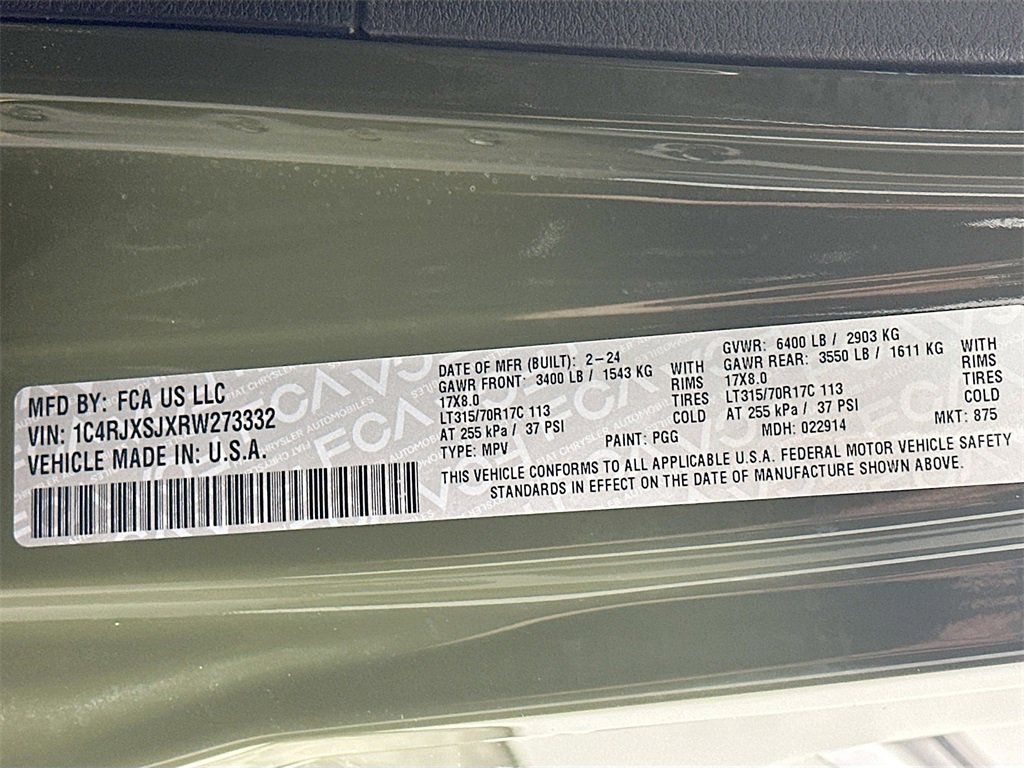 MFD BY: FCA US LLC
VIN: 1C4RJXSJXRW273332
VEHICLE MADE IN: U.S.A.
DATE OF MFR (BUILT): 2-24
GAWR FRONT: 3400 LB / 1543 KG WITH
17X8.0 RIMS
LT315/70R17C 113 TIRES
AT 255 kPa / 37 PSI COLD
TYPE: MPV PAINT: PGG
GVWR: 6400 LB / 2903 KG
GAWR REAR: 3550 LB / 1611 KG WITH
17X8.0 RIMS
LT315/70R17C 113 TIRES
AT 255 kPa / 37 PSI COLD
MDH: 022914 MKT: 875
THIS VEHICLE CONFORMS TO ALL APPLICABLE U.S.A. FEDERAL MOTOR VEHICLE SAFETY
STANDARDS IN EFFECT ON THE DATE OF MANUFACTURE SHOWN ABOVE.